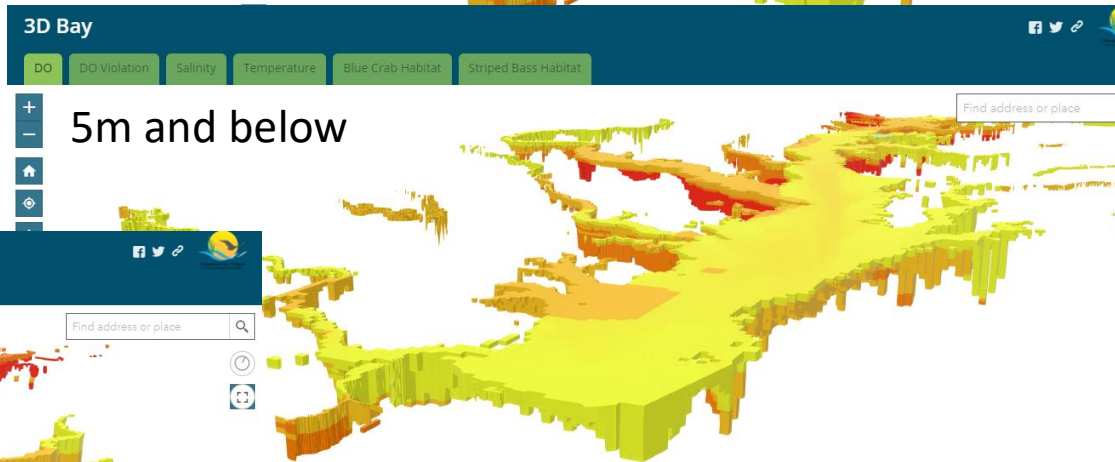 3D Bay
DO DO Violation Salinity Temperature Blue Crab Habitat Striped Bass Habitat
5m and below
Find address or place
Find address or place